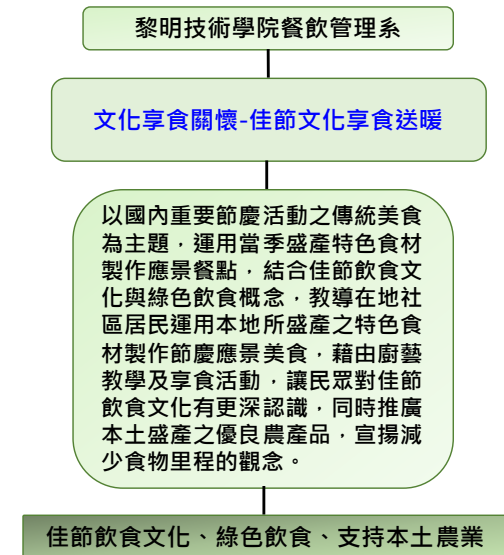 黎明技術學院餐飲管理系
文化享食關懷-佳節文化享食送暖
以國內重要節慶活動之傳統美食
為主題，運用當季盛產特色食材
製作應景餐點，結合佳節飲食文
化與綠色飲食概念，教導在地社
區居民運用本地所盛產之特色食
材製作節慶應景美食，藉由廚藝
教學及享食活動，讓民眾對佳節
飲食文化有更深認識，同時推廣
本土盛產之優良農產品，宣揚減
少食物里程的觀念。
佳節飲食文化、綠色飲食、支持本土農業